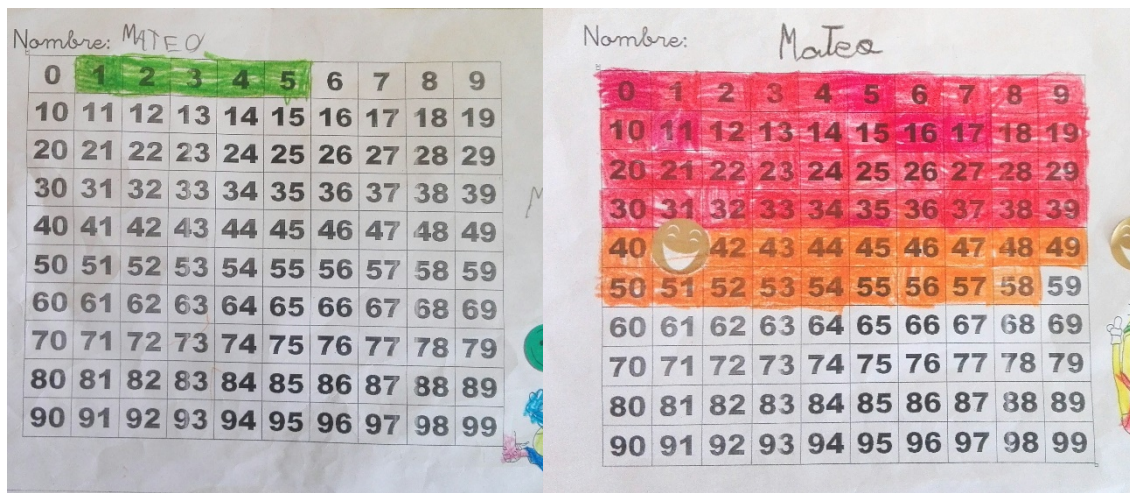 Nombre: MATEO
0 1 2 3 4 5 6 7 8 9
10 11 12 13 14 15 16 17 18 19
20 21 22 23 24 25 26 27 28 29
30 31 32 33 34 35 36 37 38 39
40 41 42 43 44 45 46 47 48 49
50 51 52 53 54 55 56 57 58 59
60 61 62 63 64 65 66 67 68 69
70 71 72 73 74 75 76 77 78 79
80 81 82 83 84 85 86 87 88 89
90 91 92 93 94 95 96 97 98 99
Nombre: Mateo
0 1 2 3 4 5 6 7 8 9
10 11 12 13 14 15 16 17 18 19
20 21 22 23 24 25 26 27 28 29
30 31 32 33 34 35 36 37 38 39
40 42 43 44 45 46 47 48 49
50 51 52 53 54 55 56 57 58 59
60 61 62 63 64 65 66 67 68 69
70 71 72 73 74 75 76 77 78 79
80 81 82 83 84 85 86 87 88 89
90 91 92 93 94 95 96 97 98 99